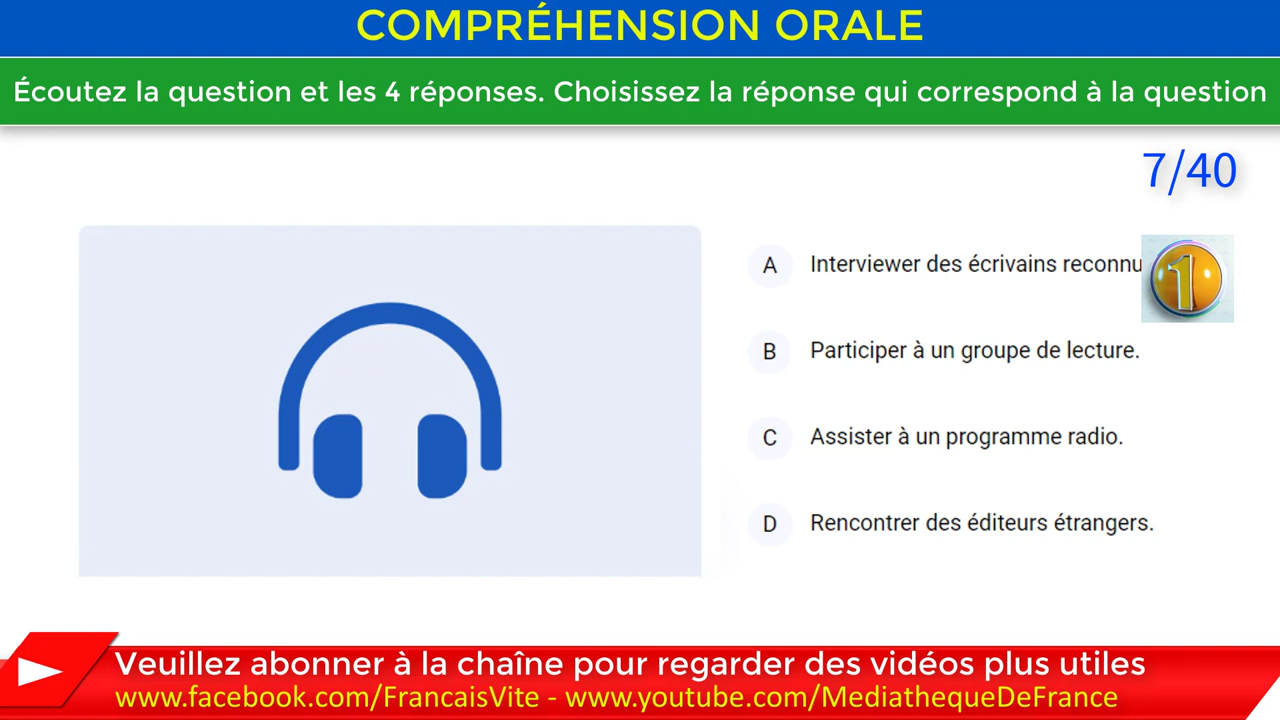 COMPRÉHENSION ORALE
Écoutez la question et les 4 réponses. Choisissez la réponse qui correspond à la question
7/40
A Interviewer des écrivains reconnu
1
B Participer à un groupe de lecture.
C Assister à un programme radio.
D Rencontrer des éditeurs étrangers.
Veuillez abonner à la chaîne pour regarder des vidéos plus utiles
www.facebook.com/FrancaisVite - www.youtube.com/MediathequeDeFrance